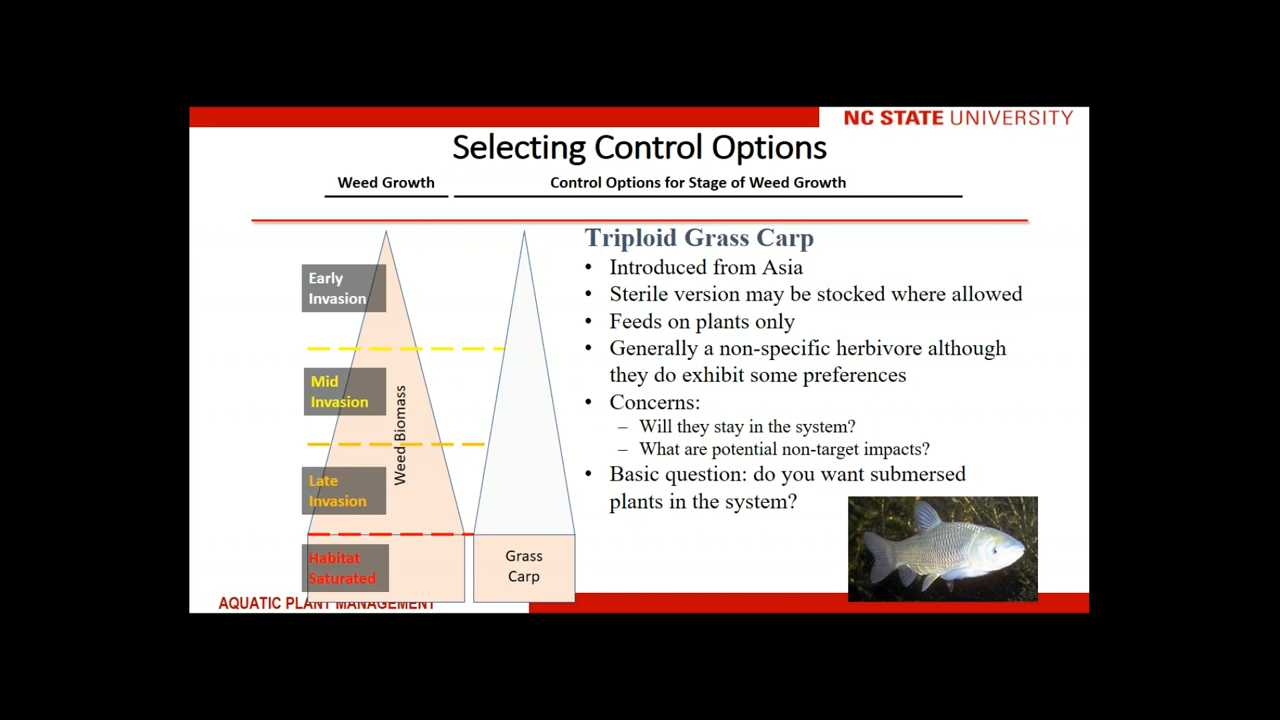 NC STATE UNIVERSITY
Selecting Control Options
Weed Growth
Control Options for Stage of Weed Growth
Early
Invasion
Mid
Invasion
Late
Invasion
Habitat
Saturated
Weed Biomass
Grass
Carp
Triploid Grass Carp
• Introduced from Asia
• Sterile version may be stocked where allowed
• Feeds on plants only
• Generally a non-specific herbivore although
they do exhibit some preferences
• Concerns:
– Will they stay in the system?
– What are potential non-target impacts?
• Basic question: do you want submersed
plants in the system?
AQUATIC PLANT MANAGEMENT